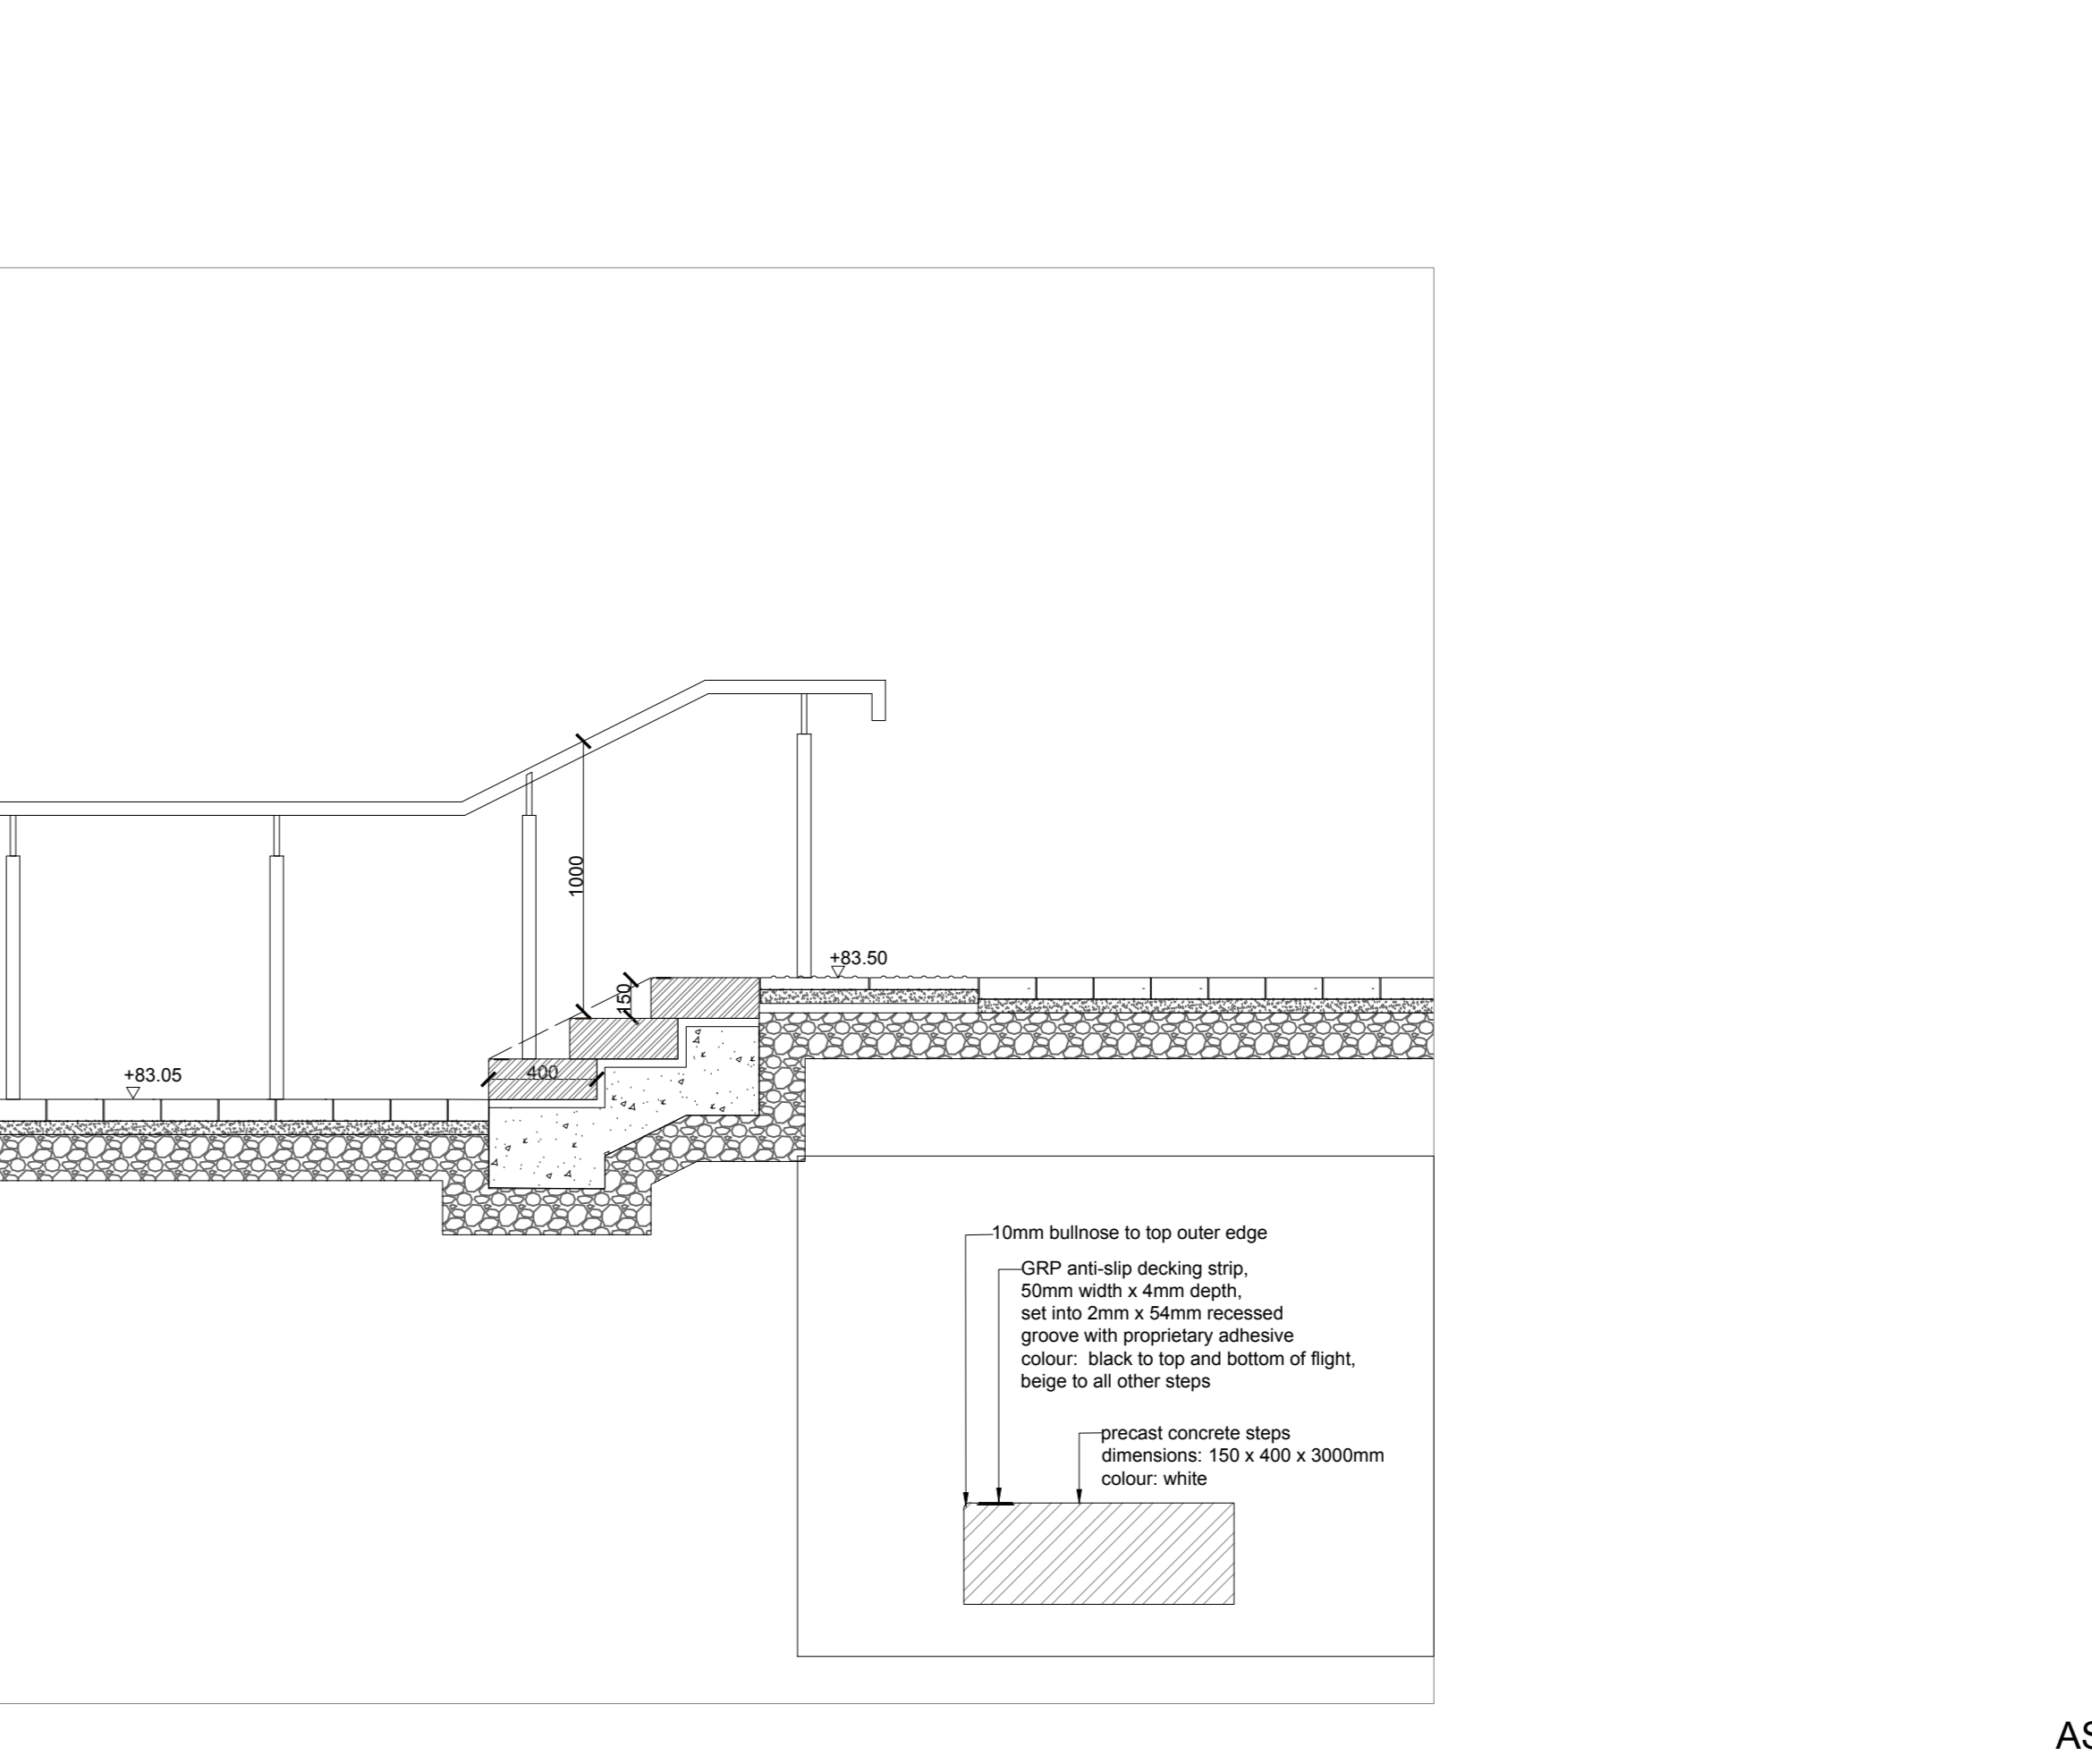 1000
+83.50
150
+83.05
400
10mm bullnose to top outer edge
GRP anti-slip decking strip,
50mm width x 4mm depth,
set into 2mm x 54mm recessed
groove with proprietary adhesive
colour: black to top and bottom of flight,
beige to all other steps
precast concrete steps
dimensions: 150 x 400 x 3000mm
colour: white
AS